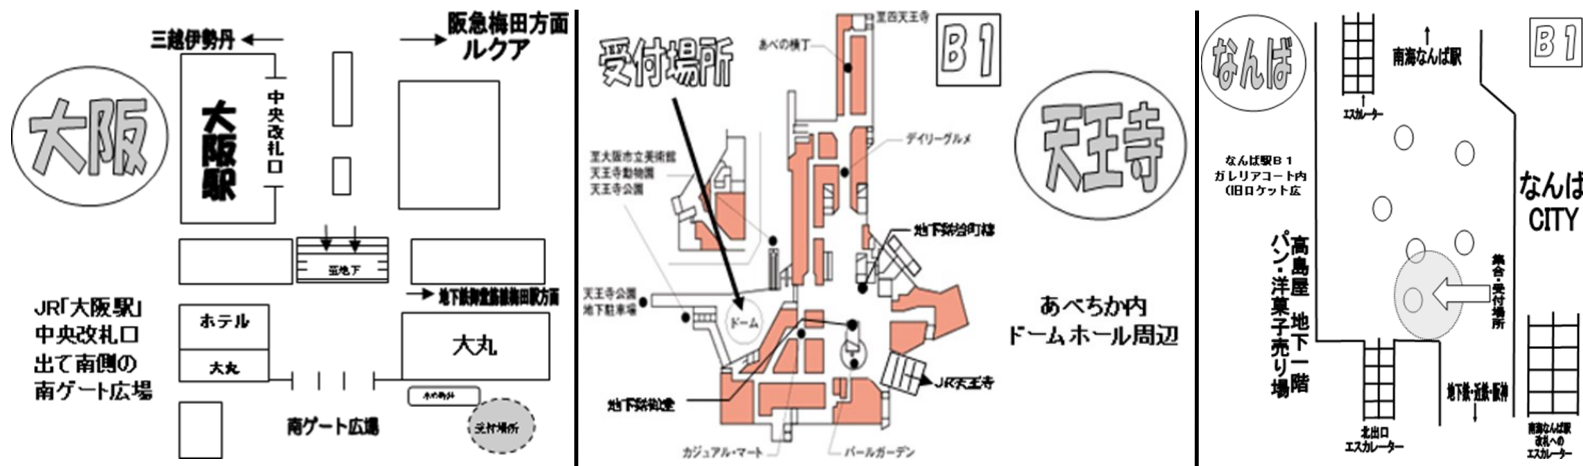 三越伊勢丹
阪急梅田方面
ルクア
大阪
大阪駅
中央改札口
至地下
地下鉄御堂筋線梅田駅方面
JR「大阪駅」
中央改札口
出て南側の
南ゲート広場
ホテル
大丸
大丸
南ゲート広場
水の時計
受付場所
受付場所
B1
天王寺
至四天王寺
あべの横丁
デイリーグルメ
至大阪市立美術館
天王寺動物園
天王寺公園
地下鉄谷町線
天王寺公園
地下駐車場
ドーム
あべちか内
ドームホール周辺
JR天王寺
地下鉄御堂
カジュアル・マート
パールガーデン
なんば
B1
南海なんば駅
エスカレーター
なんば駅B1
ガレリアコート内
(旧ロケット広
なんば
CITY
高島屋 地下一階
パン・洋菓子売り場
集合・受付場所
地下鉄・近鉄・阪神
北出口
エスカレーター
南海なんば駅
改札への
エスカレーター